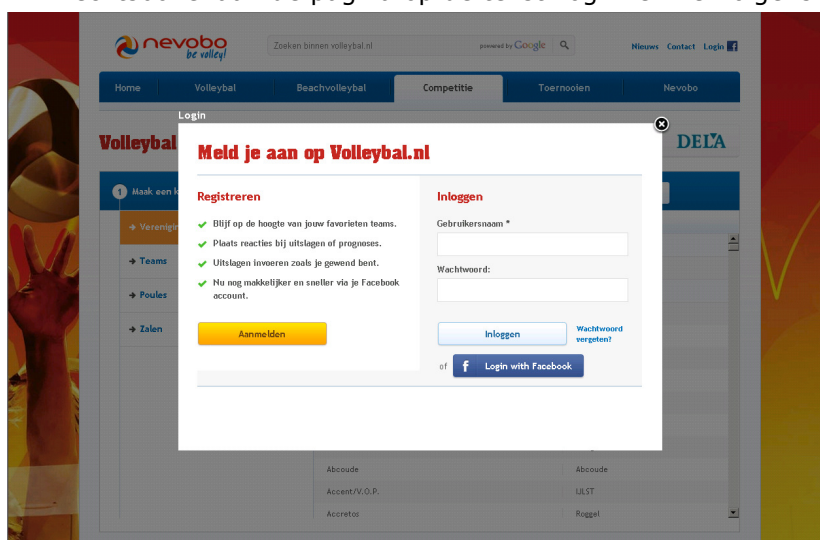 nevobo
be volley!
Zoeken binnen volleybal.nl
powered by Google
Nieuws Contact Login
Home Volleybal Beachvolleybal Competitie Toernooien Nevobo
Login
Volleybal
DELA
Meld je aan op Volleybal.nl
1 Maak een k
Registreren
Blijf op de hoogte van jouw favorieten teams.
Plaats reacties bij uitslagen of prognoses.
Uitslagen invoeren zoals je gewend bent.
Nu nog makkelijker en sneller via je Facebook
account.
Aanmelden
Inloggen
Gebruikersnaam *
Wachtwoord:
Inloggen
Wachtwoord
vergeten?
of Login with Facebook
Verenigin
Teams
Poules
Zalen
Abcoude Abcoude
Accent/V.O.P. IJLST
Accretos Roggel